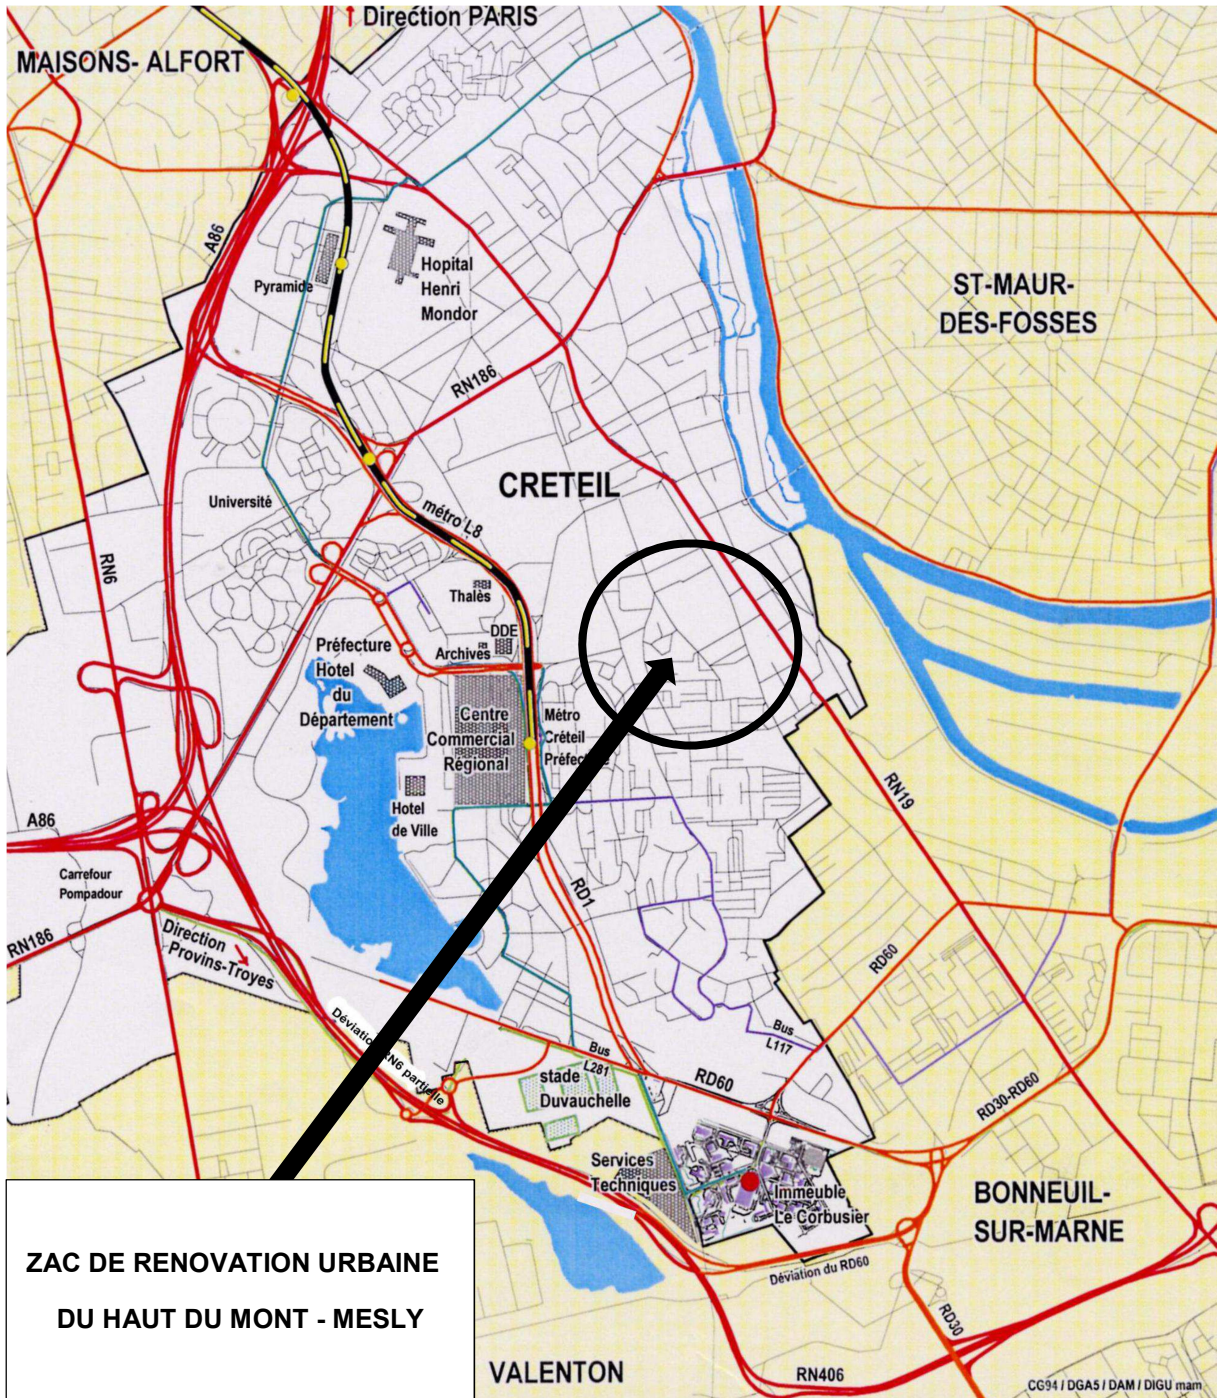 Direction PARIS
MAISONS- ALFORT
A86
Pyramide
Hopital
Henri
Mondor
ST-MAUR-
DES-FOSSES
RN186
CRETEIL
Université
métro L8
RN6
Thalès
DDE
Archives
Préfecture
Hotel
du
Département
Centre
Commercial
Régional
Métro
Créteil
Hotel
de Ville
RN19
A86
Carrefour
Pompadour
RD1
RN186
Direction
Provins-Troyes
RD60
Bus
L117
Déviation RN6 partielle
Bus
L281
stade
Duvauchelle
RD60
RD30-RD60
Services
Techniques
Immeuble
Le Corbusier
BONNEUIL-
SUR-MARNE
Déviation du RD60
RD30
ZAC DE RENOVATION URBAINE
DU HAUT DU MONT - MESLY
VALENTON
RN406
CG94 / DGA5 / DAM / DIGU mam